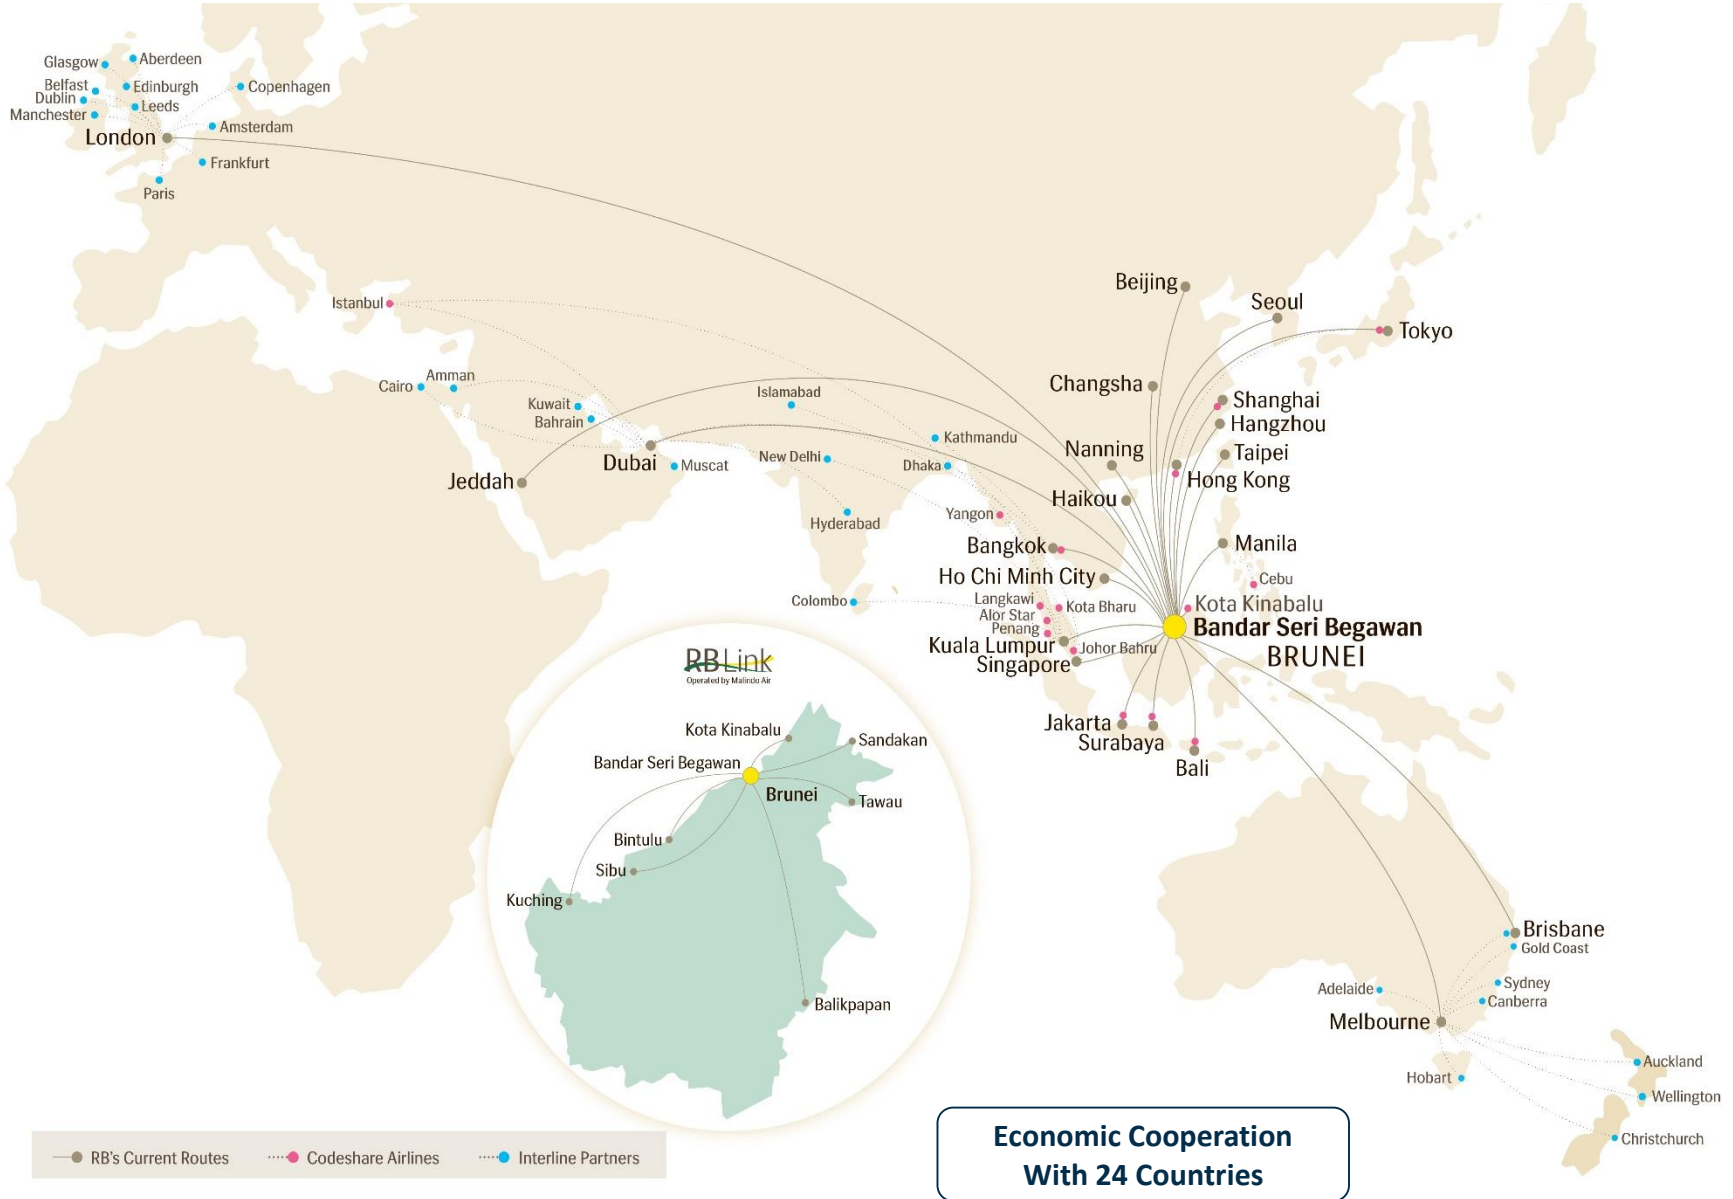 Glasgow
Aberdeen
Belfast
Edinburgh
Copenhagen
Dublin
Leeds
Manchester
Amsterdam
London
Frankfurt
Paris
Istanbul
Beijing
Seoul
Tokyo
Cairo
Amman
Kuwait
Bahrain
Islamabad
Changsha
Shanghai
Hangzhou
Kathmandu
Dubai
Muscat
New Delhi
Dhaka
Nanning
Taipei
Jeddah
Hong Kong
Haikou
Hyderabad
Yangon
Bangkok
Manila
Ho Chi Minh City
Cebu
Colombo
Langkawi
Kota Bharu
Kota Kinabalu
Alor Star
Penang
Bandar Seri Begawan
Kuala Lumpur
Johor Bahru
BRUNEI
Singapore
RBLink
Operated by Malindo Air
Jakarta
Surabaya
Bali
Kota Kinabalu
Sandakan
Bandar Seri Begawan
Brunei
Tawau
Bintulu
Sibu
Kuching
Balikpapan
Brisbane
Gold Coast
Adelaide
Sydney
Canberra
Melbourne
Auckland
Hobart
Wellington
Christchurch
Economic Cooperation
With 24 Countries
RB's Current Routes
Codeshare Airlines
Interline Partners